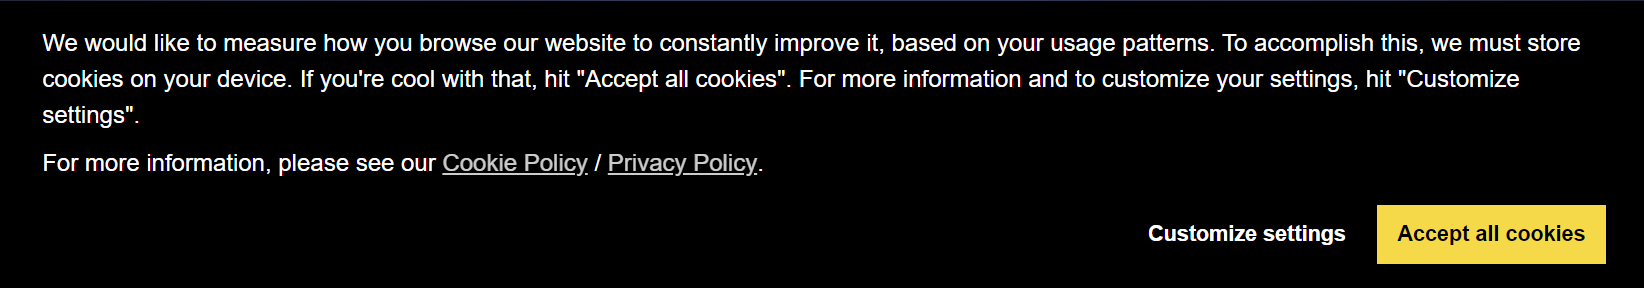 We would like to measure how you browse our website to constantly improve it, based on your usage patterns. To accomplish this, we must store
cookies on your device. If you're cool with that, hit "Accept all cookies". For more information and to customize your settings, hit "Customize
settings".
For more information, please see our Cookie Policy / Privacy Policy.
Customize settings
Accept all cookies